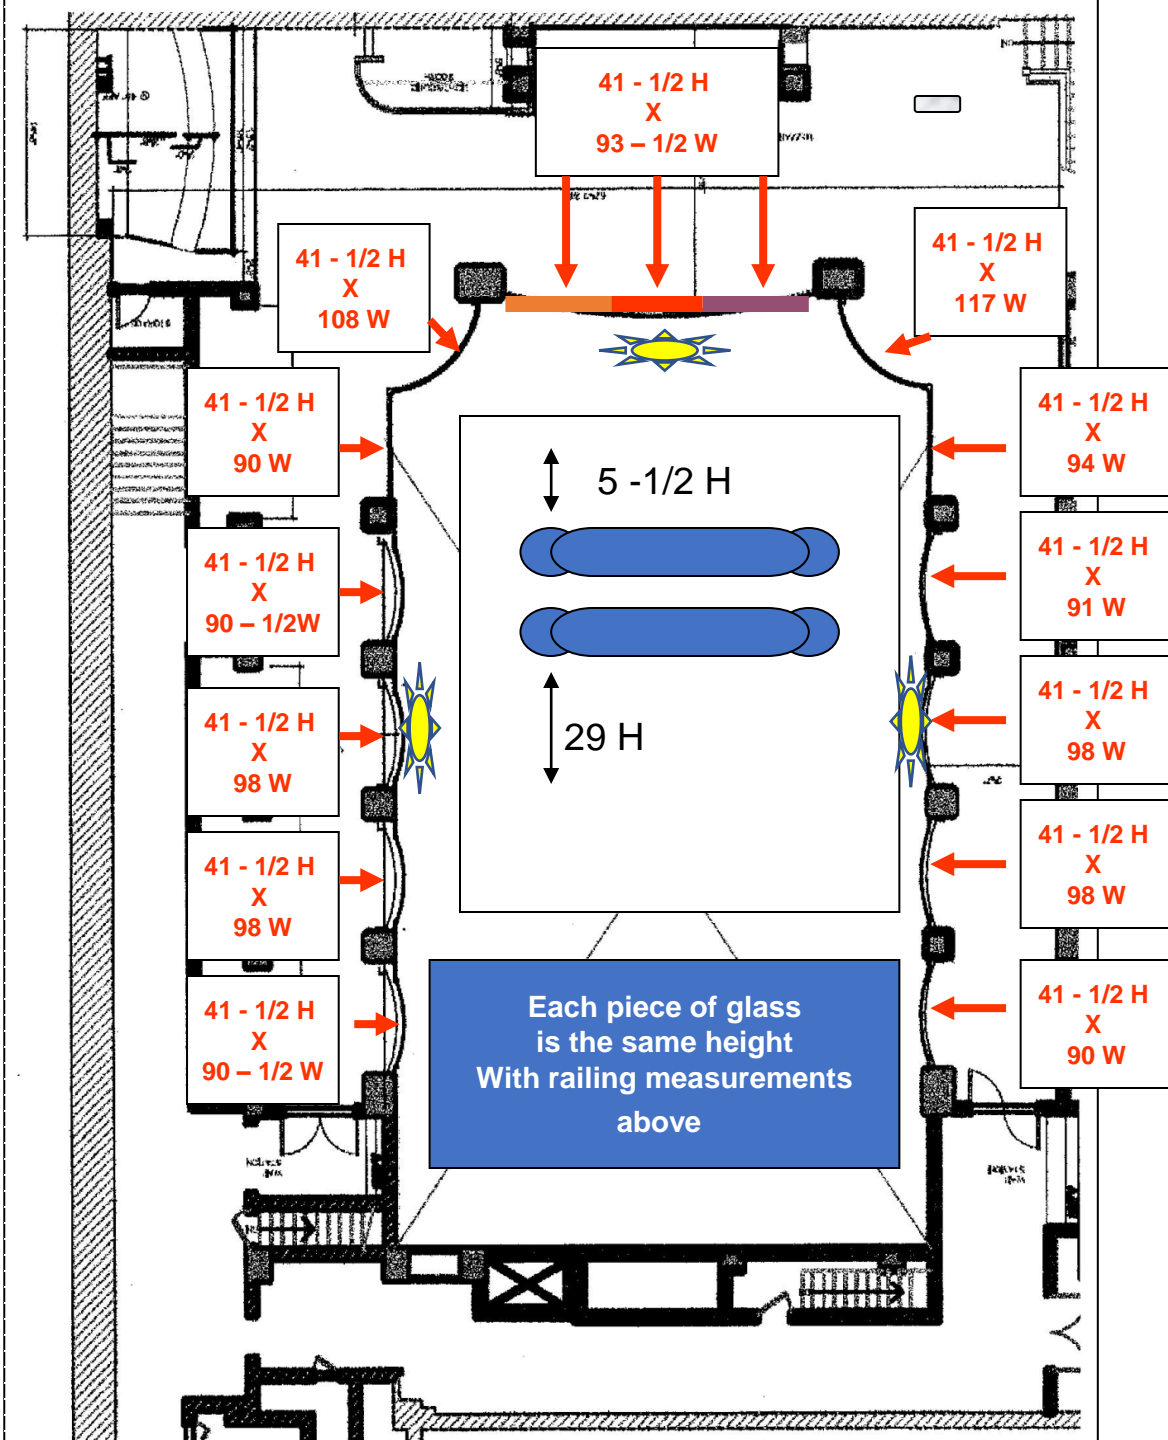 41 - 1/2 H
X
93 – 1/2 W
41 - 1/2 H
X
108 W
41 - 1/2 H
X
117 W
41 - 1/2 H
X
90 W
41 - 1/2 H
X
94 W
5 -1/2 H
41 - 1/2 H
X
90 – 1/2W
41 - 1/2 H
X
91 W
41 - 1/2 H
X
98 W
29 H
41 - 1/2 H
X
98 W
41 - 1/2 H
X
98 W
41 - 1/2 H
X
98 W
41 - 1/2 H
X
90 – 1/2 W
Each piece of glass
is the same height
With railing measurements
above
41 - 1/2 H
X
90 W